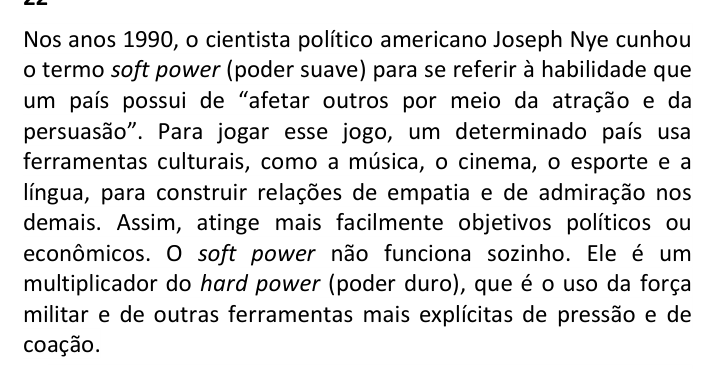 22
Nos anos 1990, o cientista político americano Joseph Nye cunhou
o termo soft power (poder suave) para se referir à habilidade que
um país possui de “afetar outros por meio da atração e da
persuasão”. Para jogar esse jogo, um determinado país usa
ferramentas culturais, como a música, o cinema, o esporte e a
língua, para construir relações de empatia e de admiração nos
demais. Assim, atinge mais facilmente objetivos políticos ou
econômicos. O soft power não funciona sozinho. Ele é um
multiplicador do hard power (poder duro), que é o uso da força
militar e de outras ferramentas mais explícitas de pressão e de
coação.